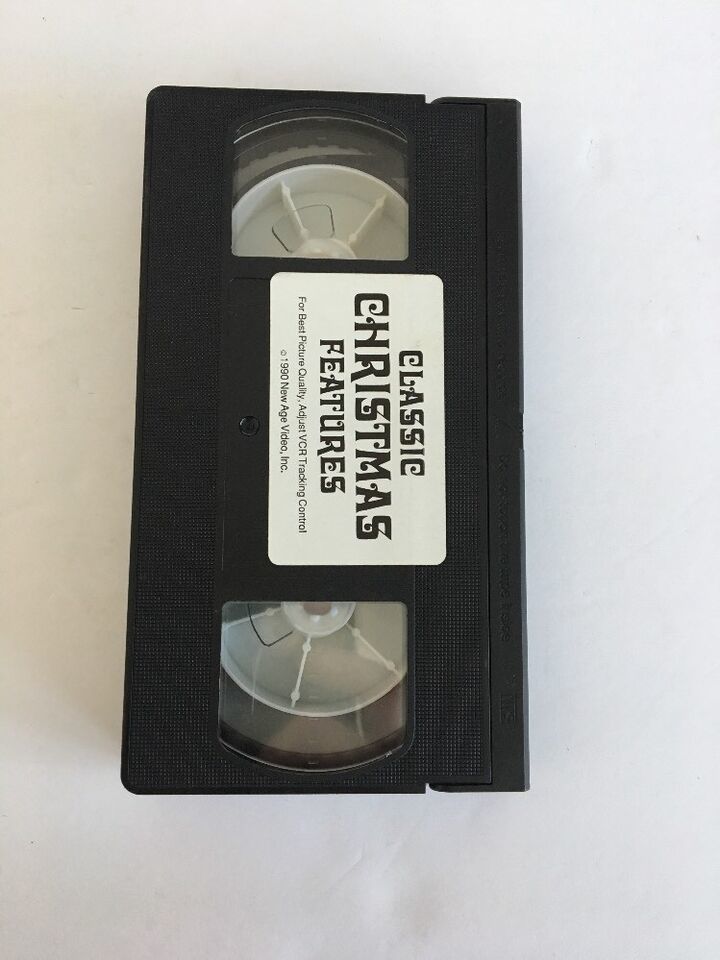 CLASSIC
CHRISTMAS
FEATURES
For Best Picture Quality, Adjust VCR Tracking Control
© 1990 New Age Video, Inc.